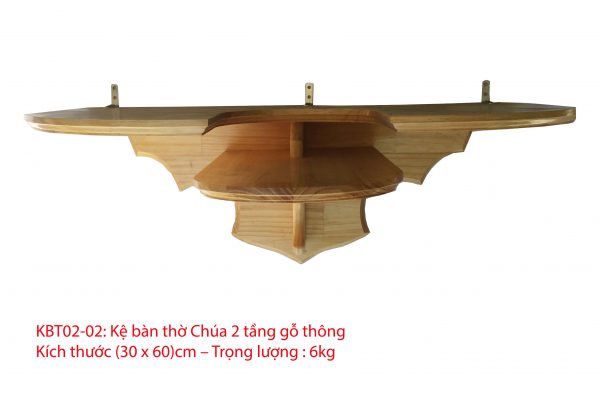 KBT02-02: Kệ bàn thờ Chúa 2 tầng gỗ thông
Kích thước (30 x 60)cm – Trọng lượng : 6kg